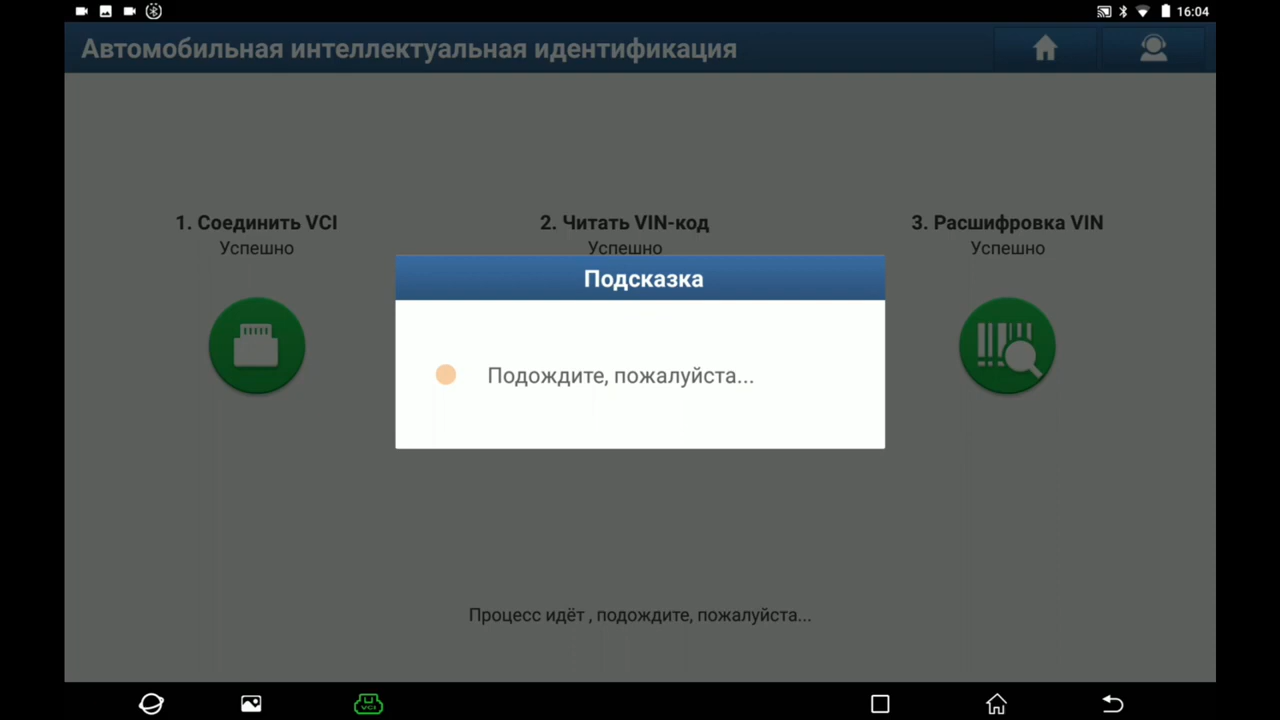 16:04
Автомобильная интеллектуальная идентификация
1. Соединить VCI
Успешно
2. Читать VIN-код
Успешно
3. Расшифровка VIN
Успешно
Подсказка
Подождите, пожалуйста...
Процесс идёт , подождите, пожалуйста...
VCI